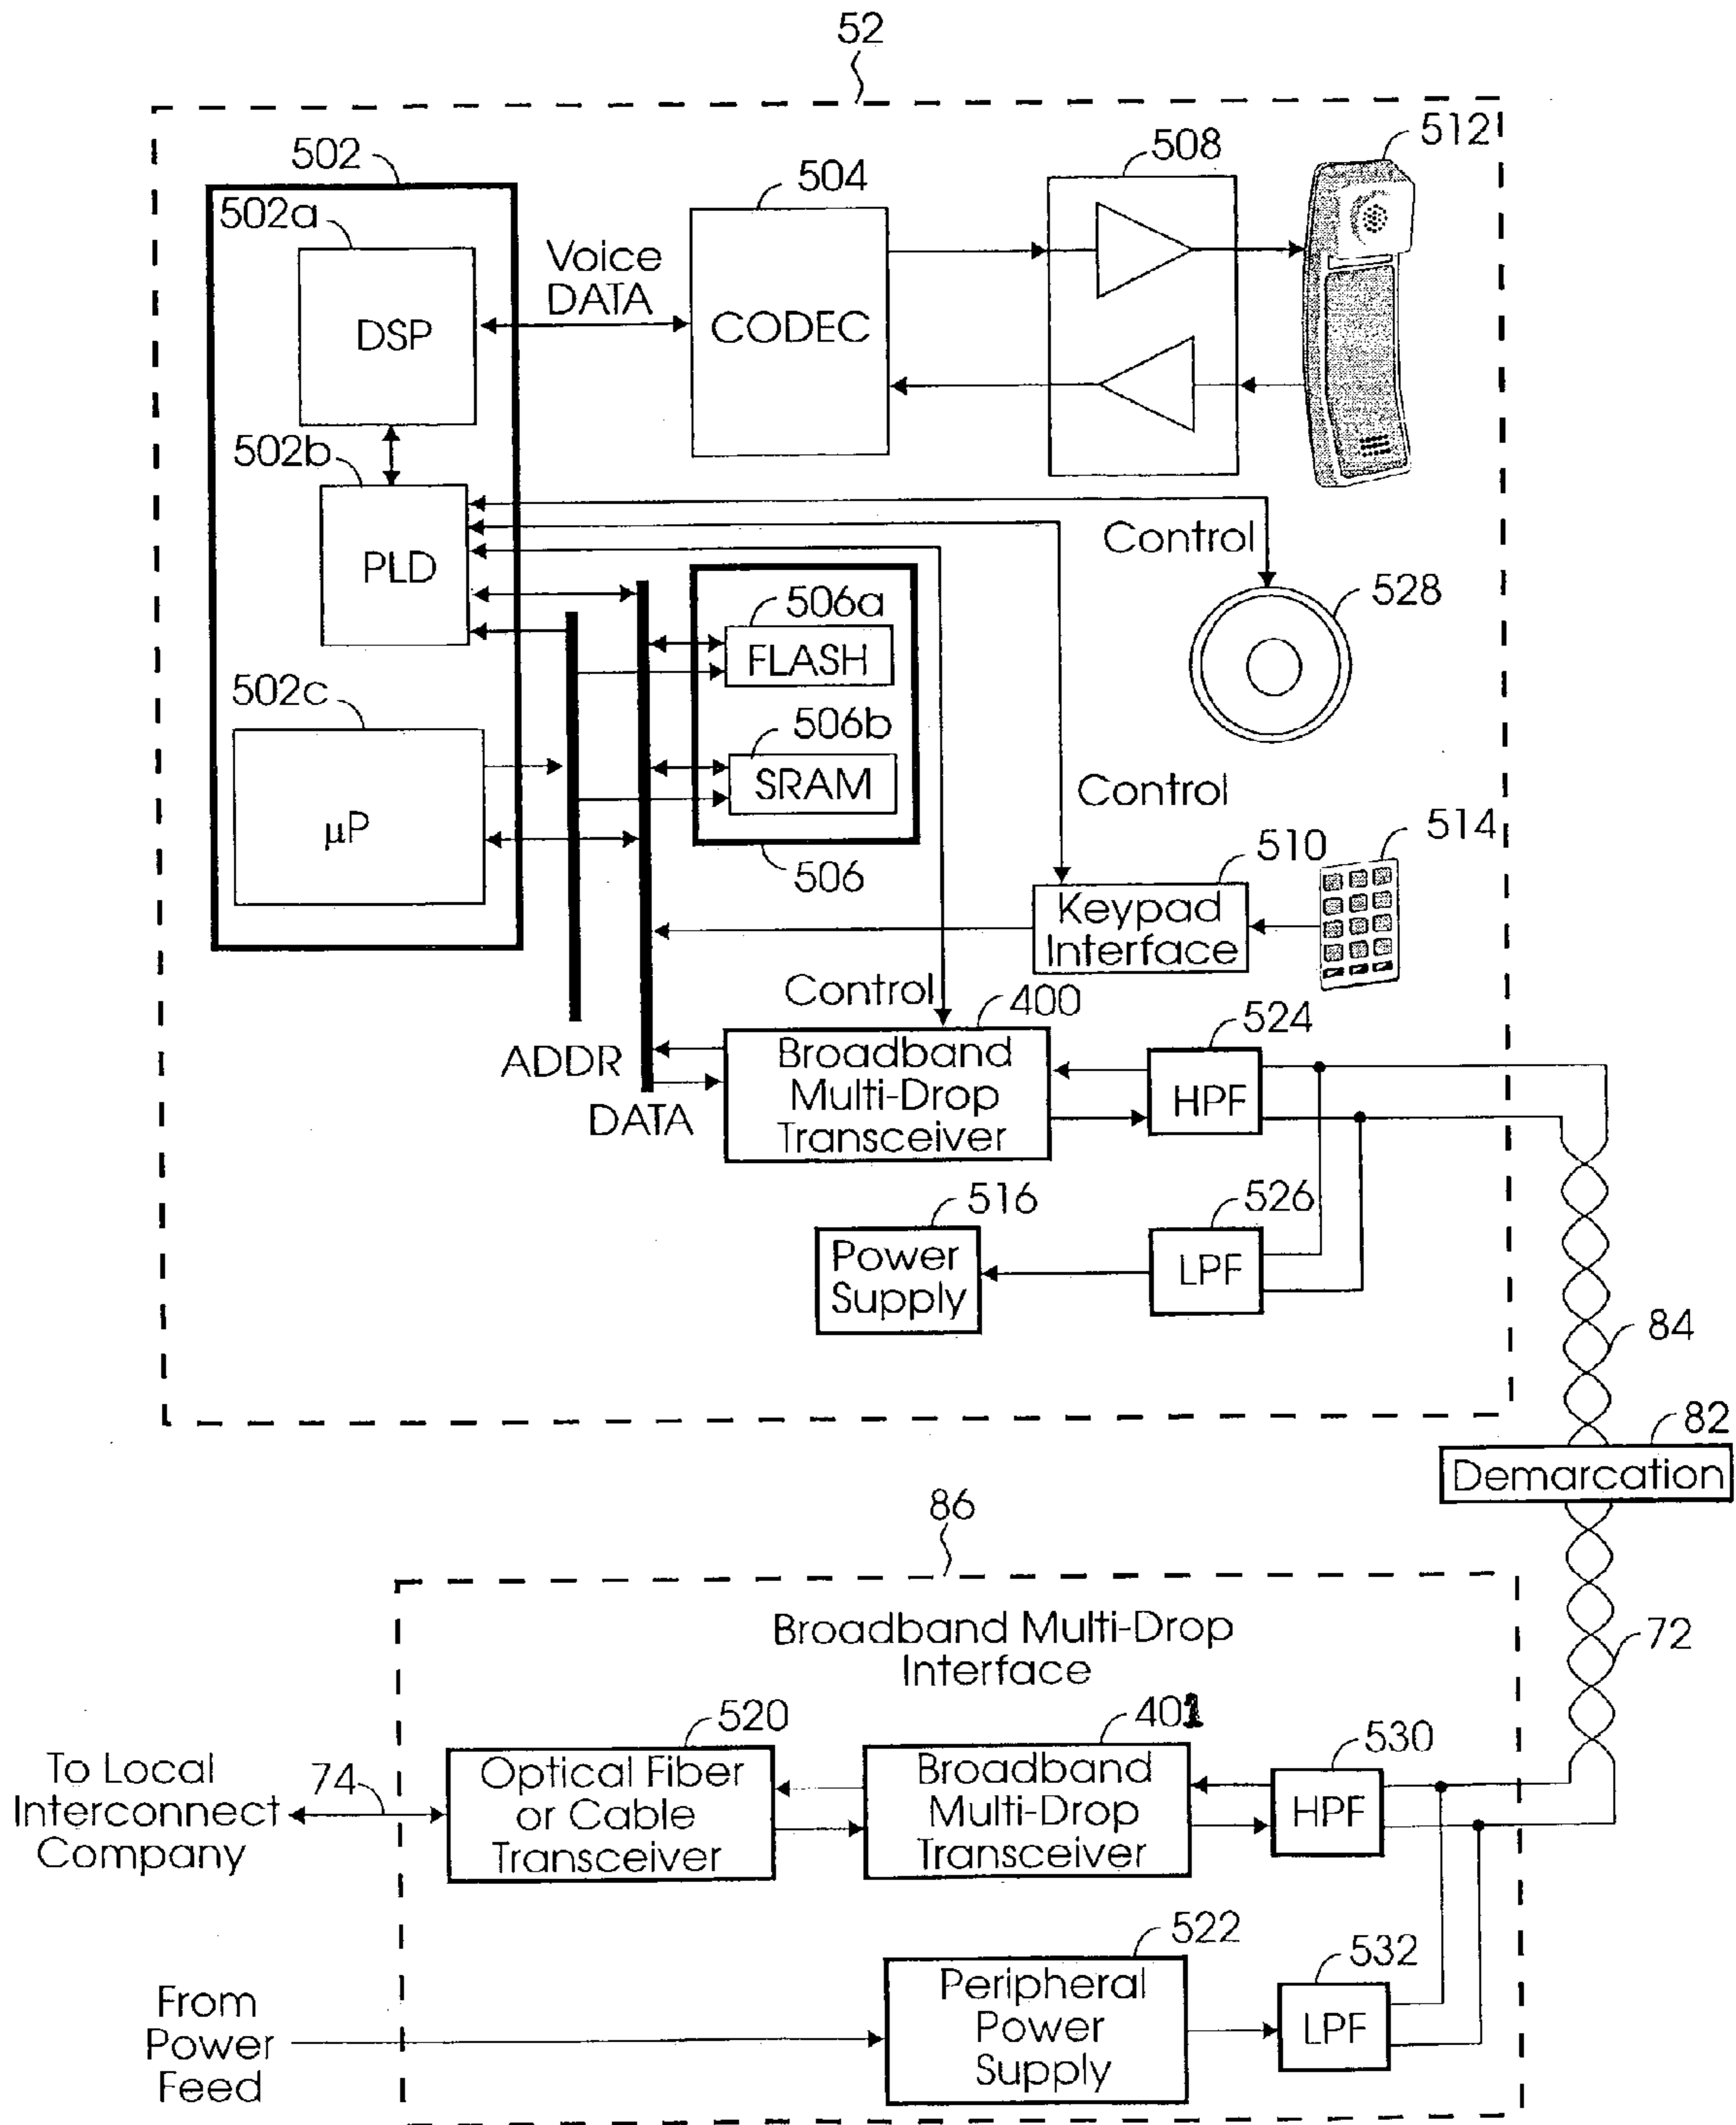 52
502
504
508
512
502a
Voice
DATA
DSP
CODEC
502b
PLD
Control
528
506a
FLASH
502c
506b
SRAM
Control
µP
506
510
514
Keypad
Interface
Control
400
524
ADDR
DATA
Broadband
Multi-Drop
Transceiver
HPF
516
526
Power
Supply
LPF
84
82
Demarcation
86
Broadband Multi-Drop
Interface
72
520
401
530
To Local
Interconnect
Company
74
Optical Fiber
or Cable
Transceiver
Broadband
Multi-Drop
Transceiver
HPF
522
532
From
Power
Feed
Peripheral
Power
Supply
LPF